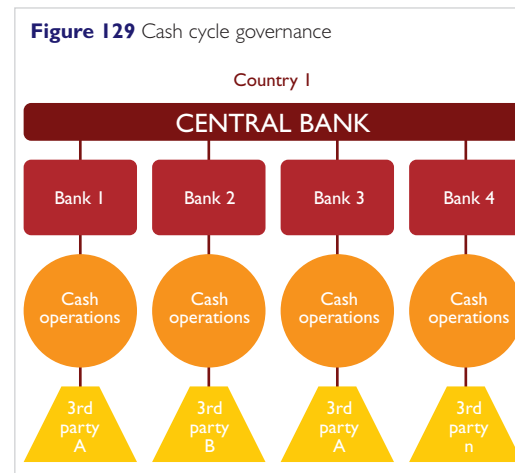 Figure 129 Cash cycle governance
Country 1
CENTRAL BANK
Bank 1 Bank 2 Bank 3 Bank 4
Cash Cash Cash Cash
operations operations operations operations
3rd 3rd 3rd 3rd
party party party party
A B A n